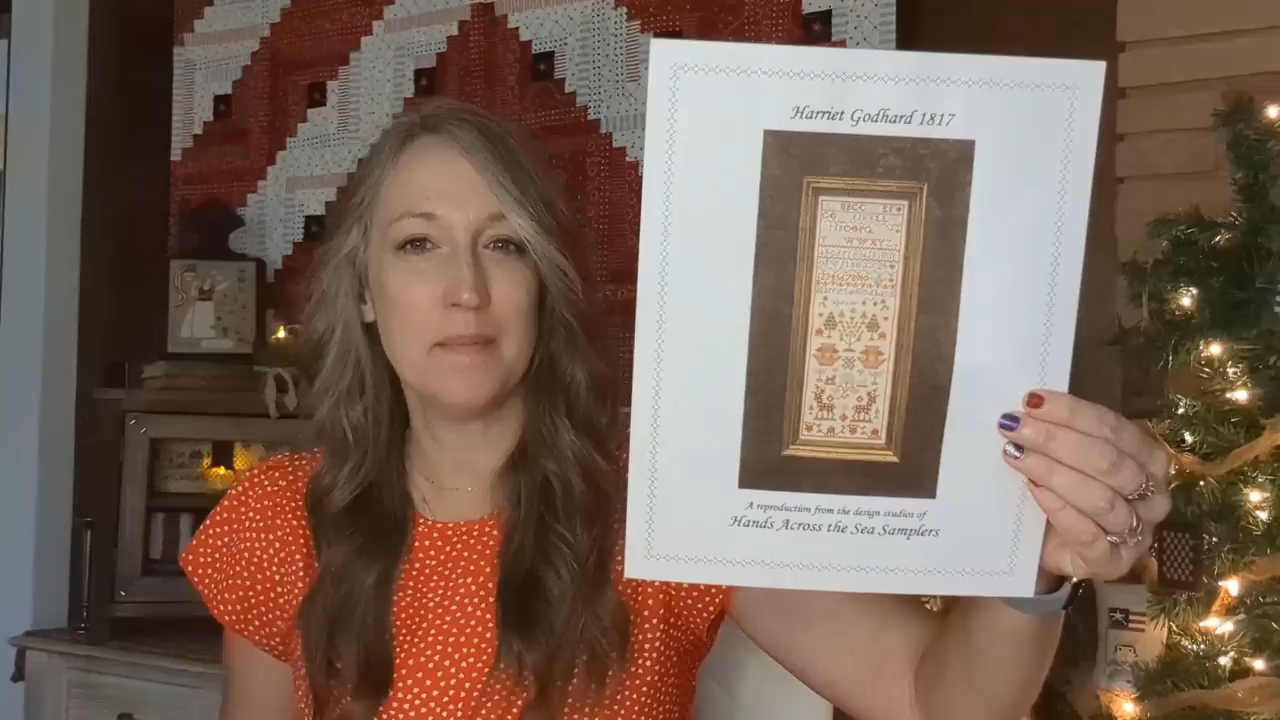 Harriet Godhard 1817
A reproduction from the design studios of
Hands Across the Sea Samplers